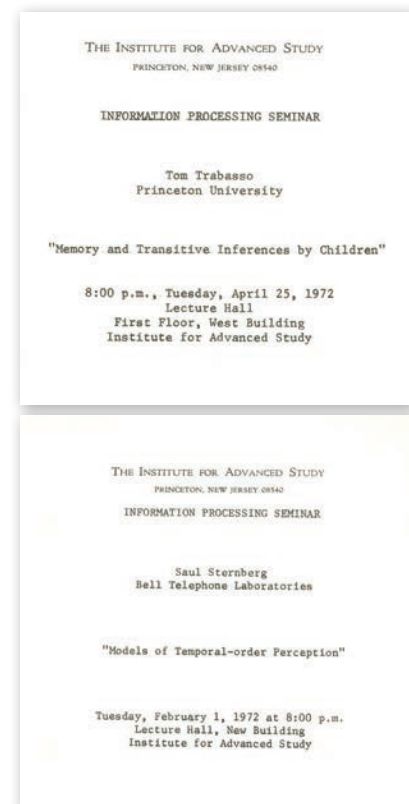 THE INSTITUTE FOR ADVANCED STUDY
PRINCETON, NEW JERSEY 08540
INFORMATION PROCESSING SEMINAR
Tom Trabasso
Princeton University
"Memory and Transitive Inferences by Children"
8:00 p.m., Tuesday, April 25, 1972
Lecture Hall
First Floor, West Building
Institute for Advanced Study
THE INSTITUTE FOR ADVANCED STUDY
PRINCETON, NEW JERSEY 08540
INFORMATION PROCESSING SEMINAR
Saul Sternberg
Bell Telephone Laboratories
"Models of Temporal-order Perception"
Tuesday, February 1, 1972 at 8:00 p.m.
Lecture Hall, New Building
Institute for Advanced Study